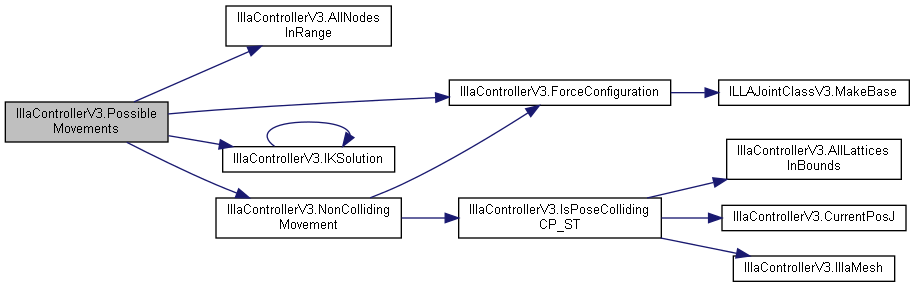 IllaControllerV3.AllNodes
InRange
IllaControllerV3.Possible
Movements
IllaControllerV3.ForceConfiguration
ILLAJointClassV3.MakeBase
IllaControllerV3.IKSolution
IllaControllerV3.AllLattices
InBounds
IllaControllerV3.NonColliding
Movement
IllaControllerV3.IsPoseColliding
CP_ST
IllaControllerV3.CurrentPosJ
IllaControllerV3.IllaMesh